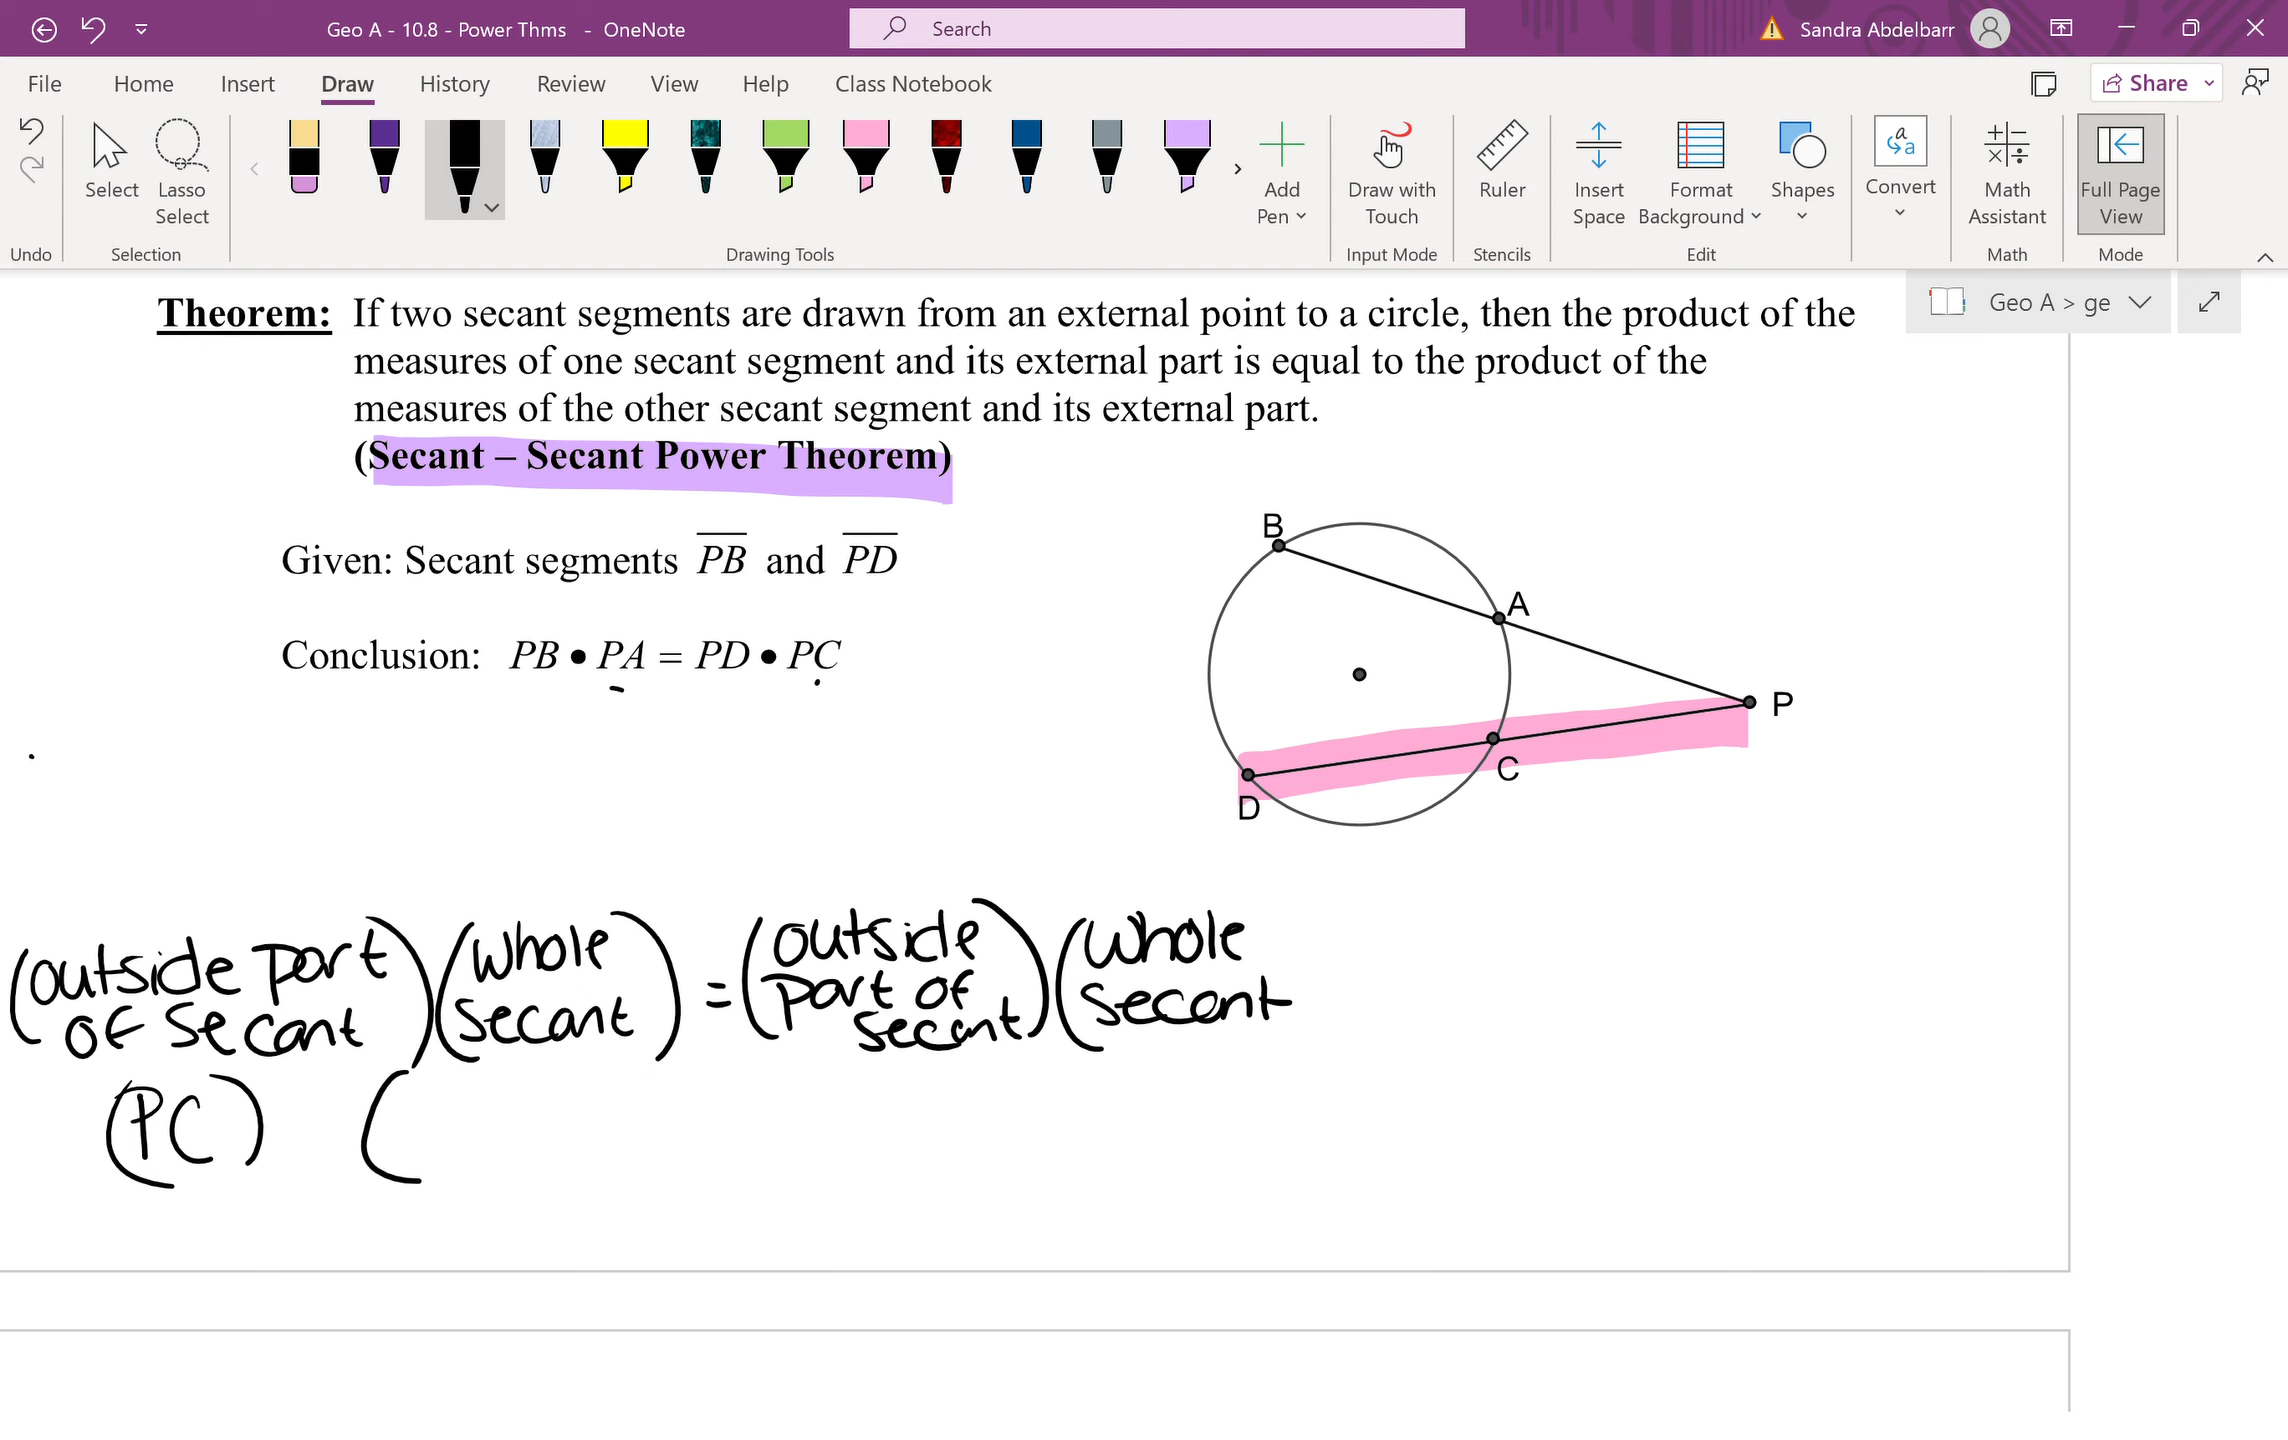 Geo A - 10.8 - Power Thms - OneNote
Search
Sandra Abdelbarr
File Home Insert Draw History Review View Help Class Notebook
Share
Undo
Select
Lasso Select
Selection
Drawing Tools
Add Pen
Draw with Touch
Input Mode
Ruler
Stencils
Insert Space
Format Background
Shapes
Edit
Convert
Math Assistant
Math
Full Page View
Mode
Geo A > ge
Theorem: If two secant segments are drawn from an external point to a circle, then the product of the
measures of one secant segment and its external part is equal to the product of the
measures of the other secant segment and its external part.
(Secant – Secant Power Theorem)
Given: Secant segments PB and PD
Conclusion: PB • PA = PD • PC
B
A
P
C
D
(outside part of secant)(whole secant) = (outside part of secant)(whole secant
(PC) (